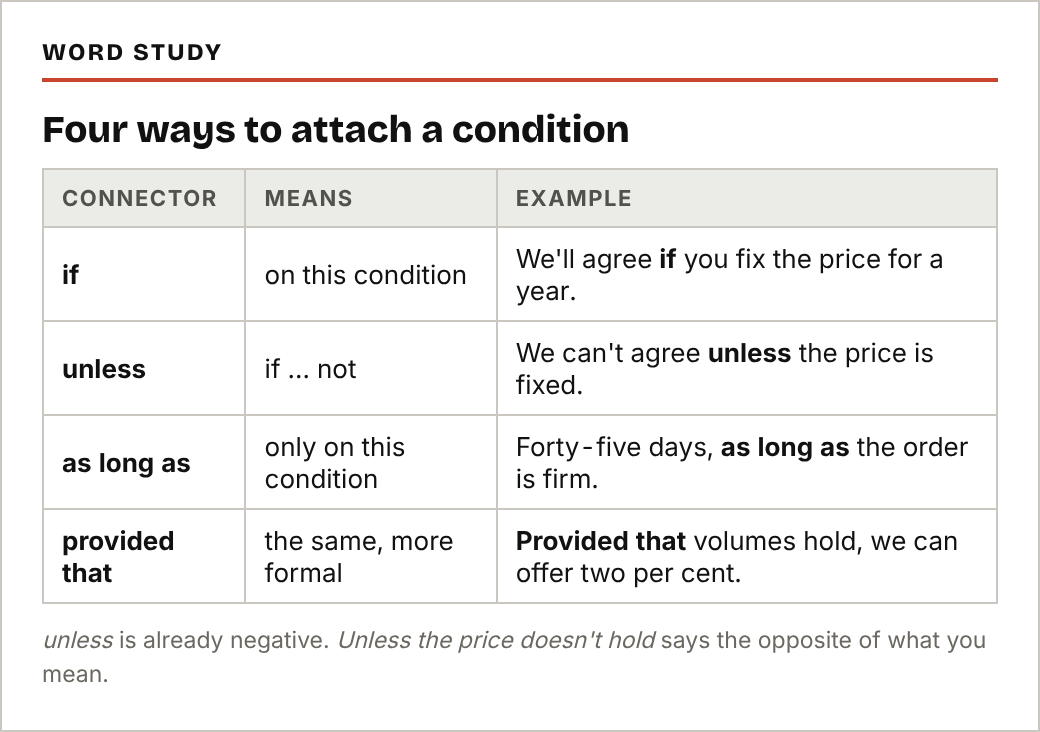 WORD STUDY
Four ways to attach a condition
CONNECTOR MEANS EXAMPLE
if on this condition We'll agree if you fix the price for a
year.
unless if ... not We can't agree unless the price is
fixed.
as long as only on this
condition Forty-five days, as long as the order
is firm.
provided
that the same, more
formal Provided that volumes hold, we can
offer two per cent.
unless is already negative. Unless the price doesn't hold says the opposite of what you
mean.